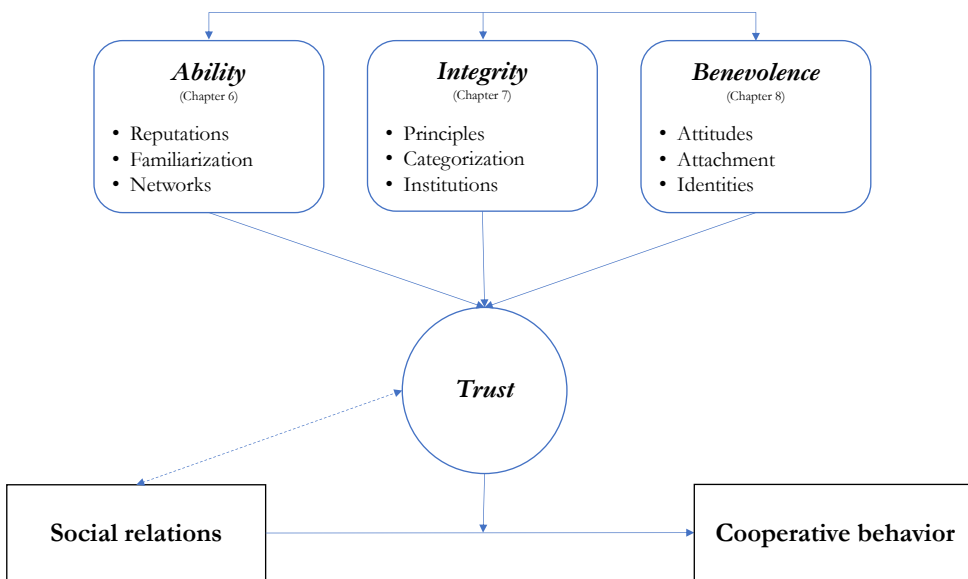 Ability
(Chapter 6)
• Reputations
• Familiarization
• Networks
Integrity
(Chapter 7)
• Principles
• Categorization
• Institutions
Benevolence
(Chapter 8)
• Attitudes
• Attachment
• Identities
Trust
Social relations
Cooperative behavior